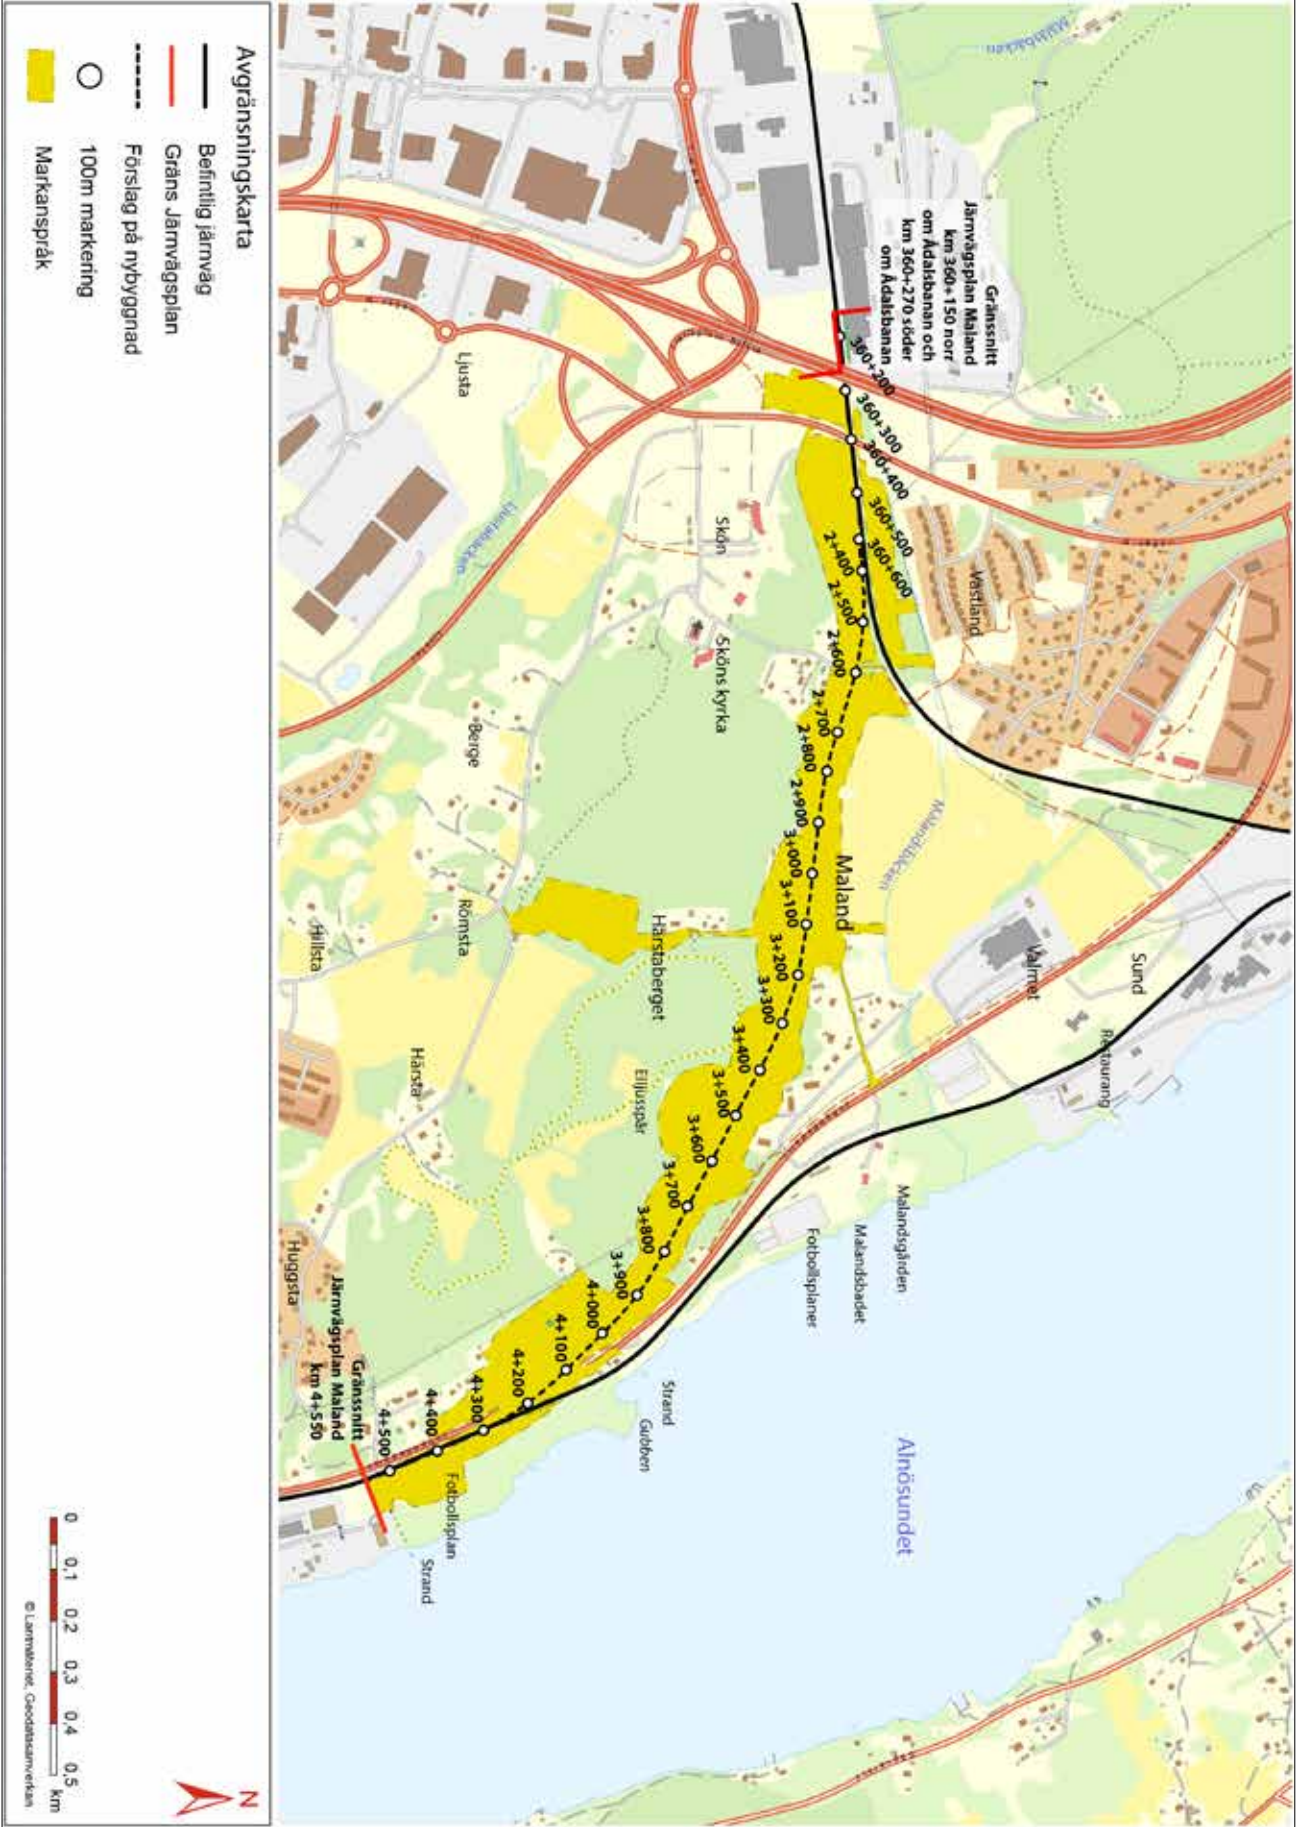 Mjältbäcken
Gränssnitt
Järnvägsplan Maland
km 360+150 norr
om Ådalsbanan och
km 360+270 söder
om Ådalsbanan
360+200
360+300
360+400
360+500
360+600
2+400
2+500
2+600
2+700
2+800
2+900
3+000
3+100
3+200
3+300
3+400
3+500
3+600
3+700
3+800
3+900
4+000
4+100
4+200
4+300
4+400
4+500
Västland
Skön
Sköns kyrka
Ljusta
Ljustabäcken
Berge
Römsta
Hillsta
Härsta
Huggsta
Härstaberget
Elljusspår
Maland
Malandsbäcken
Valmet
Sund
Restaurang
Malandsgården
Malandsbadet
Fotbollsplaner
Strand
Gubben
Alnösundet
Fotbollsplan
Strand
Gränssnitt
Järnvägsplan Maland
km 4+550
Avgränsningskarta
Befintlig järnväg
Gräns Järnvägsplan
Förslag på nybyggnad
100m markering
Markanspråk
N
0 0,1 0,2 0,3 0,4 0,5 km
© Lantmäteriet, Geodatasamverkan